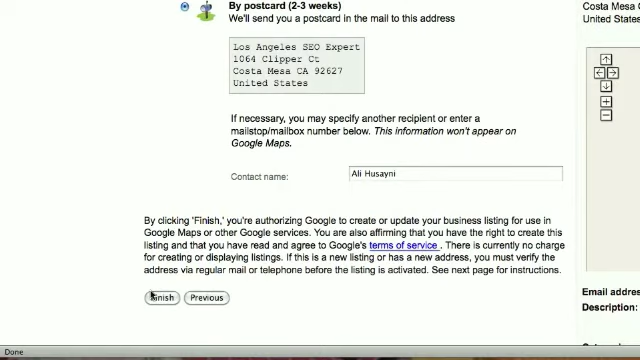 By postcard (2-3 weeks)
We'll send you a postcard in the mail to this address
Los Angeles SEO Expert
1064 Clipper Ct
Costa Mesa CA 92627
United States
If necessary, you may specify another recipient or enter a
mailstop/mailbox number below. This information won't appear on
Google Maps.
Contact name:
Ali Husayni
By clicking 'Finish,' you're authorizing Google to create or update your business listing for use in
Google Maps or other Google services. You are also affirming that you have the right to create this
listing and that you have read and agree to Google's terms of service . There is currently no charge
for creating or displaying listings. If this is a new listing or has a new address, you must verify the
address via regular mail or telephone before the listing is activated. See next page for instructions.
Finish
Previous
Done
Costa Mesa
United States
Email addre
Description: